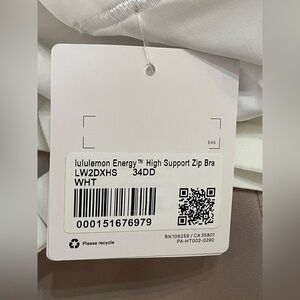 EAS
lululemon Energy™ High Support Zip Bra
LW2DXHS 34DD
WHT
000151676979
Please recycle
RN106259 / CA35801
PA-HT002-0290